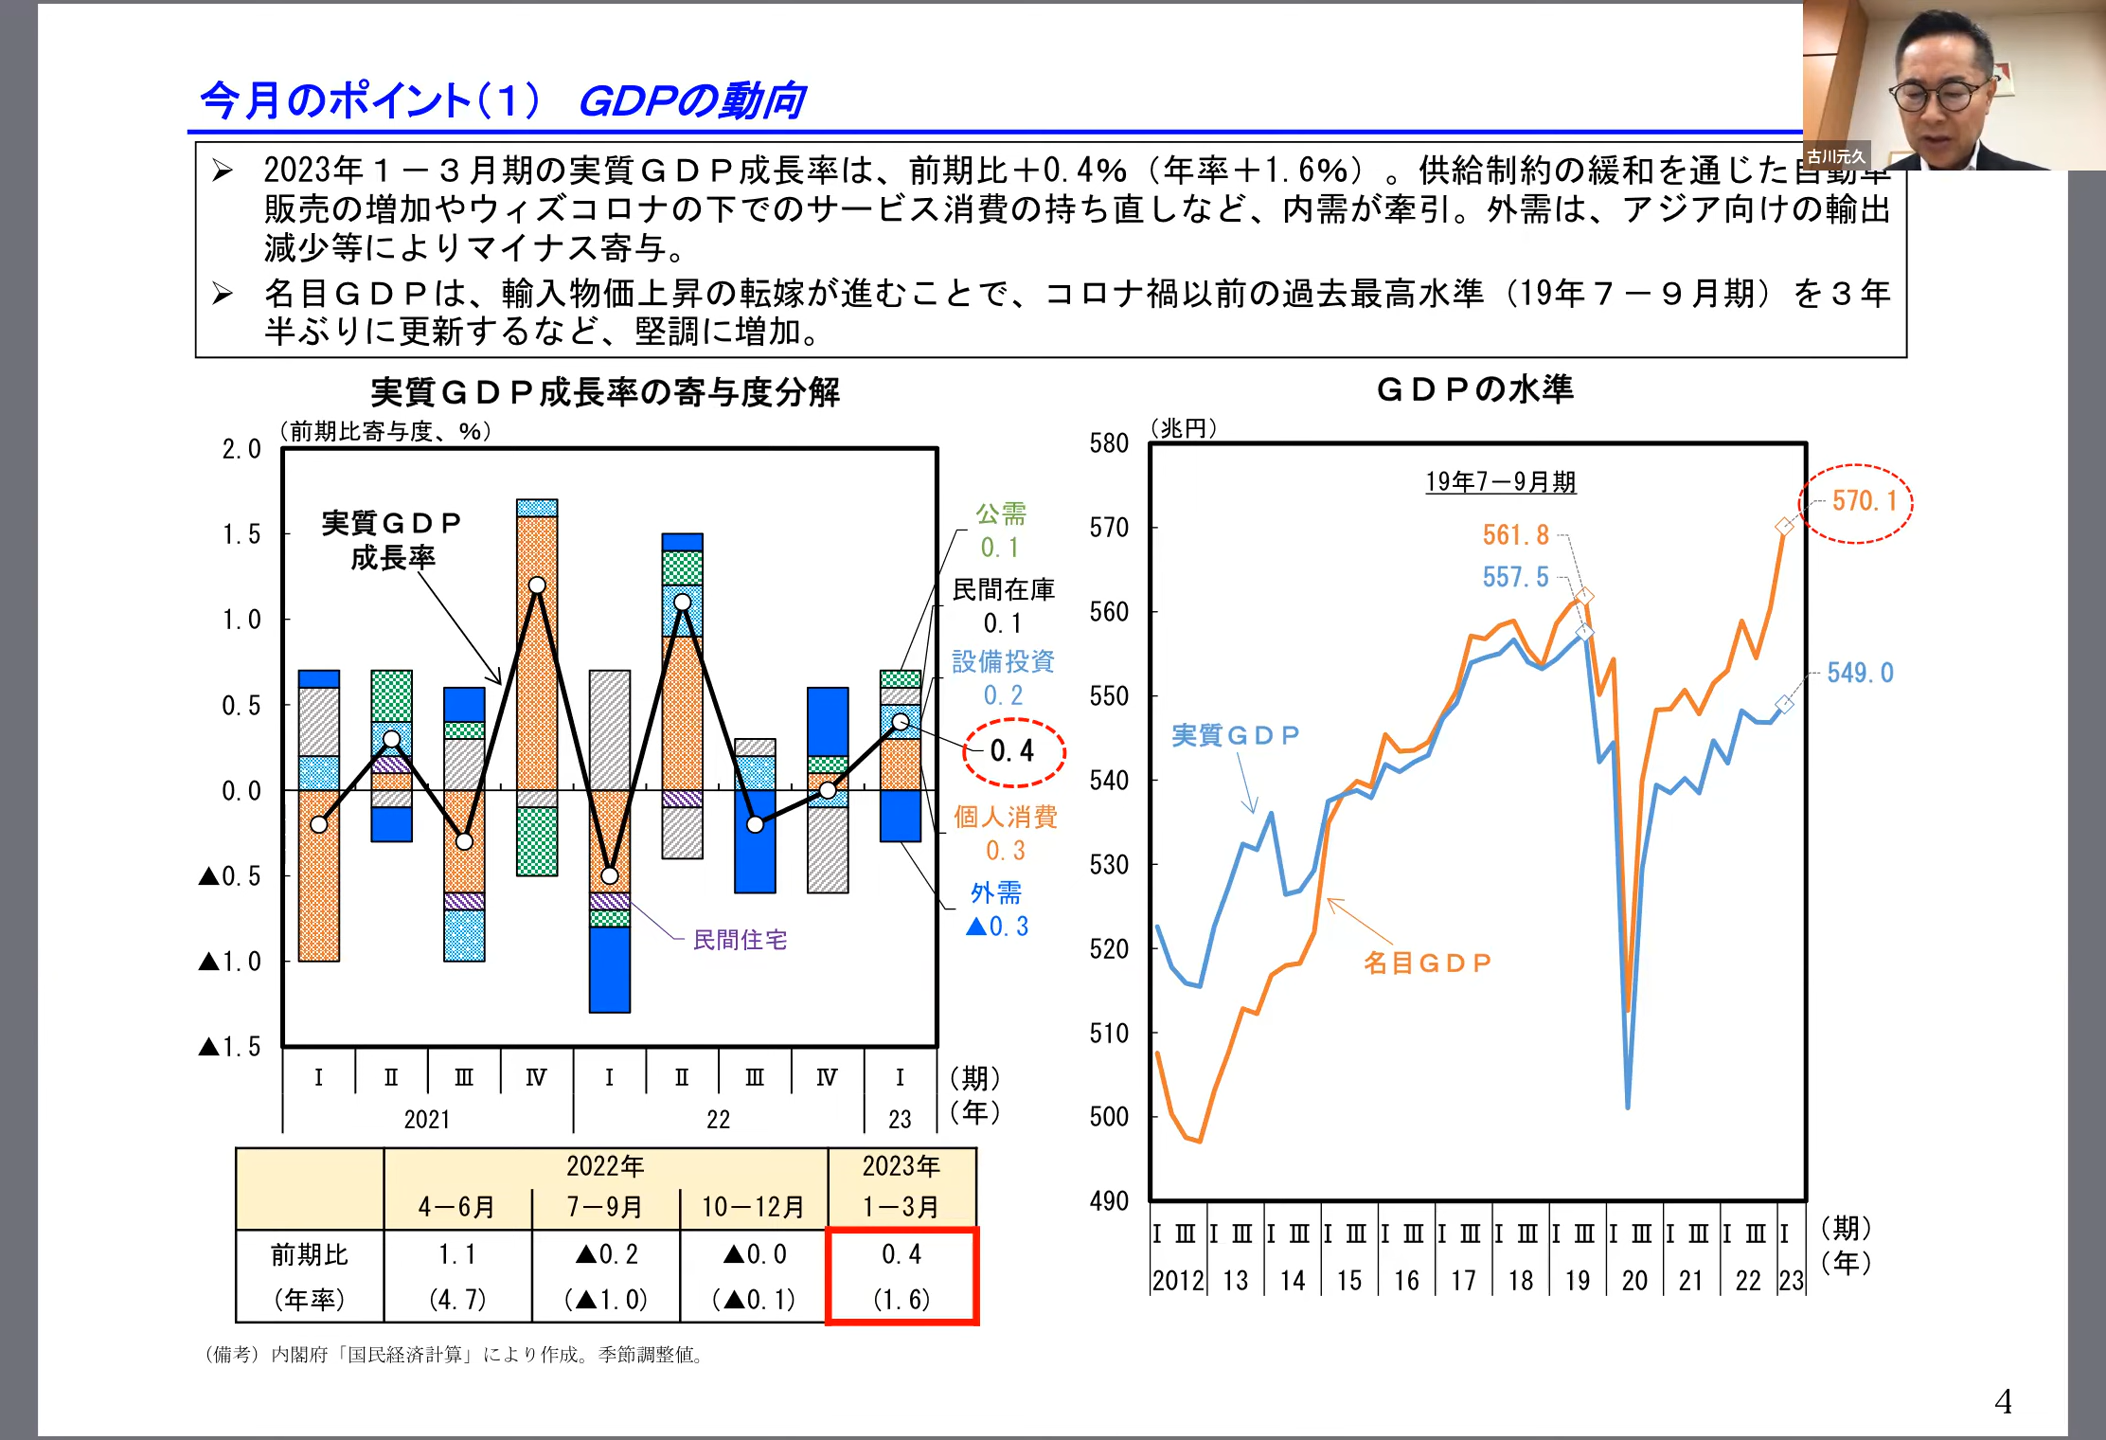 今月のポイント(１) GDPの動向
古川元久
➢ 2023年１－３月期の実質ＧＤＰ成長率は、前期比＋0.4%（年率＋1.6%）。供給制約の緩和を通じた自動車
販売の増加やウィズコロナの下でのサービス消費の持ち直しなど、内需が牽引。外需は、アジア向けの輸出
減少等によりマイナス寄与。
➢ 名目ＧＤＰは、輸入物価上昇の転嫁が進むことで、コロナ禍以前の過去最高水準（19年７－９月期）を３年
半ぶりに更新するなど、堅調に増加。
実質ＧＤＰ成長率の寄与度分解
（前期比寄与度、%）
2.0
1.5
1.0
0.5
0.0
▲0.5
▲1.0
▲1.5
実質ＧＤＰ
成長率
公需
0.1
民間在庫
0.1
設備投資
0.2
0.4
個人消費
0.3
外需
▲0.3
民間住宅
Ⅰ Ⅱ Ⅲ Ⅳ Ⅰ Ⅱ Ⅲ Ⅳ Ⅰ （期）
2021 22 23 （年）
2022年 2023年
4－6月 7－9月 10－12月 1－3月
前期比 1.1 ▲0.2 ▲0.0 0.4
（年率） (4.7) (▲1.0) (▲0.1) (1.6)
（備考）内閣府「国民経済計算」により作成。季節調整値。
ＧＤＰの水準
（兆円）
580
570
560
550
540
530
520
510
500
490
19年7－9月期
561.8
557.5
570.1
549.0
実質ＧＤＰ
名目ＧＤＰ
Ⅰ Ⅲ Ⅰ Ⅲ Ⅰ Ⅲ Ⅰ Ⅲ Ⅰ Ⅲ Ⅰ Ⅲ Ⅰ Ⅲ Ⅰ Ⅲ Ⅰ Ⅲ Ⅰ Ⅲ Ⅰ Ⅲ Ⅰ （期）
2012 13 14 15 16 17 18 19 20 21 22 23 （年）
4